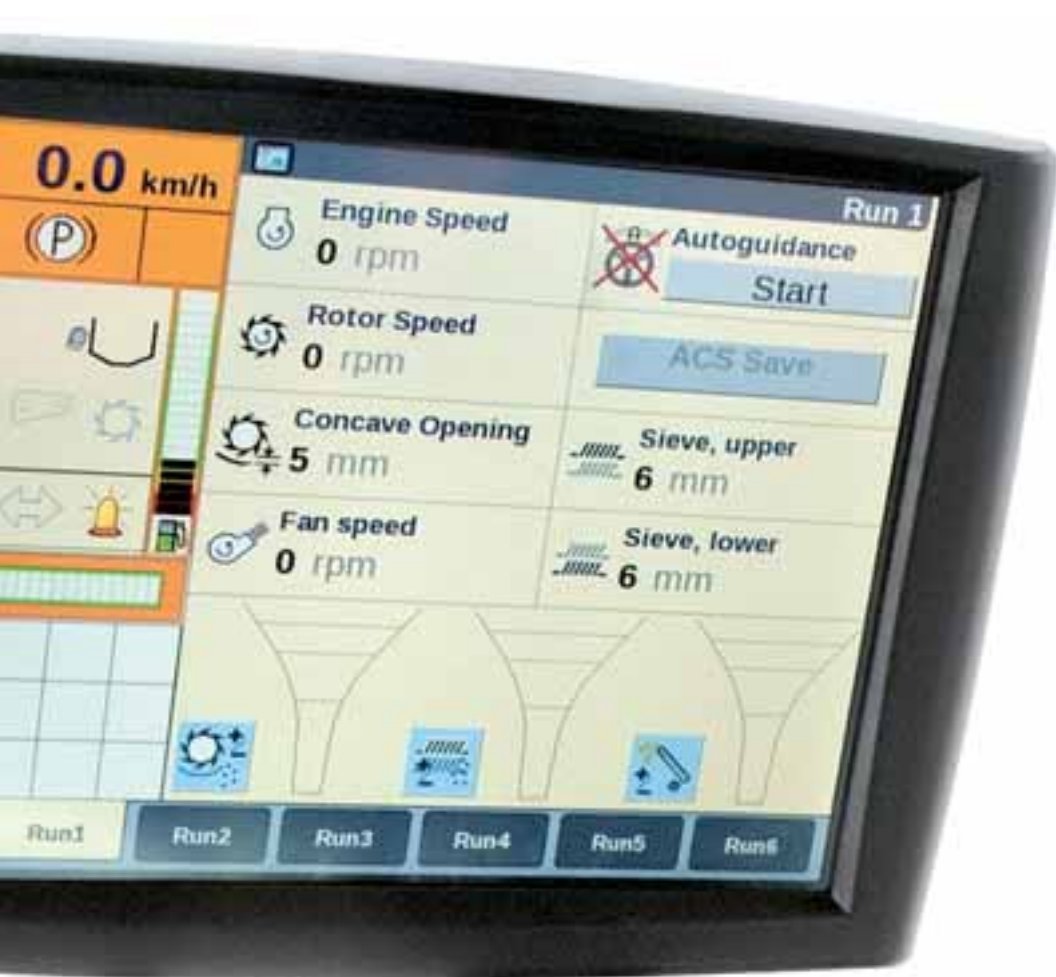 0.0 km/h
Run 1
P
Engine Speed
0 rpm
Autoguidance
Start
Rotor Speed
0 rpm
ACS Save
Concave Opening
5 mm
Sieve, upper
6 mm
Fan speed
0 rpm
Sieve, lower
6 mm
Run1
Run2
Run3
Run4
Run5
Run6